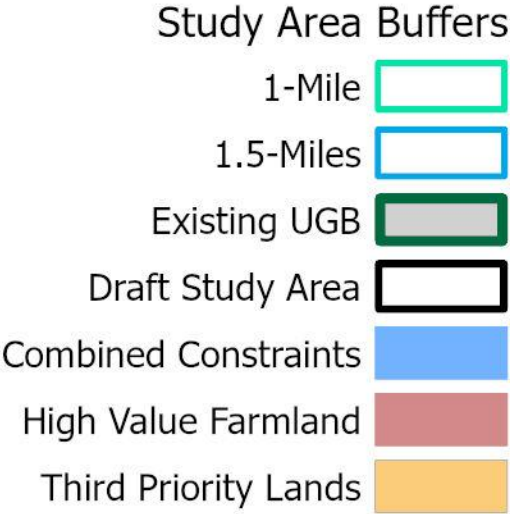 Study Area Buffers
1-Mile
1.5-Miles
Existing UGB
Draft Study Area
Combined Constraints
High Value Farmland
Third Priority Lands